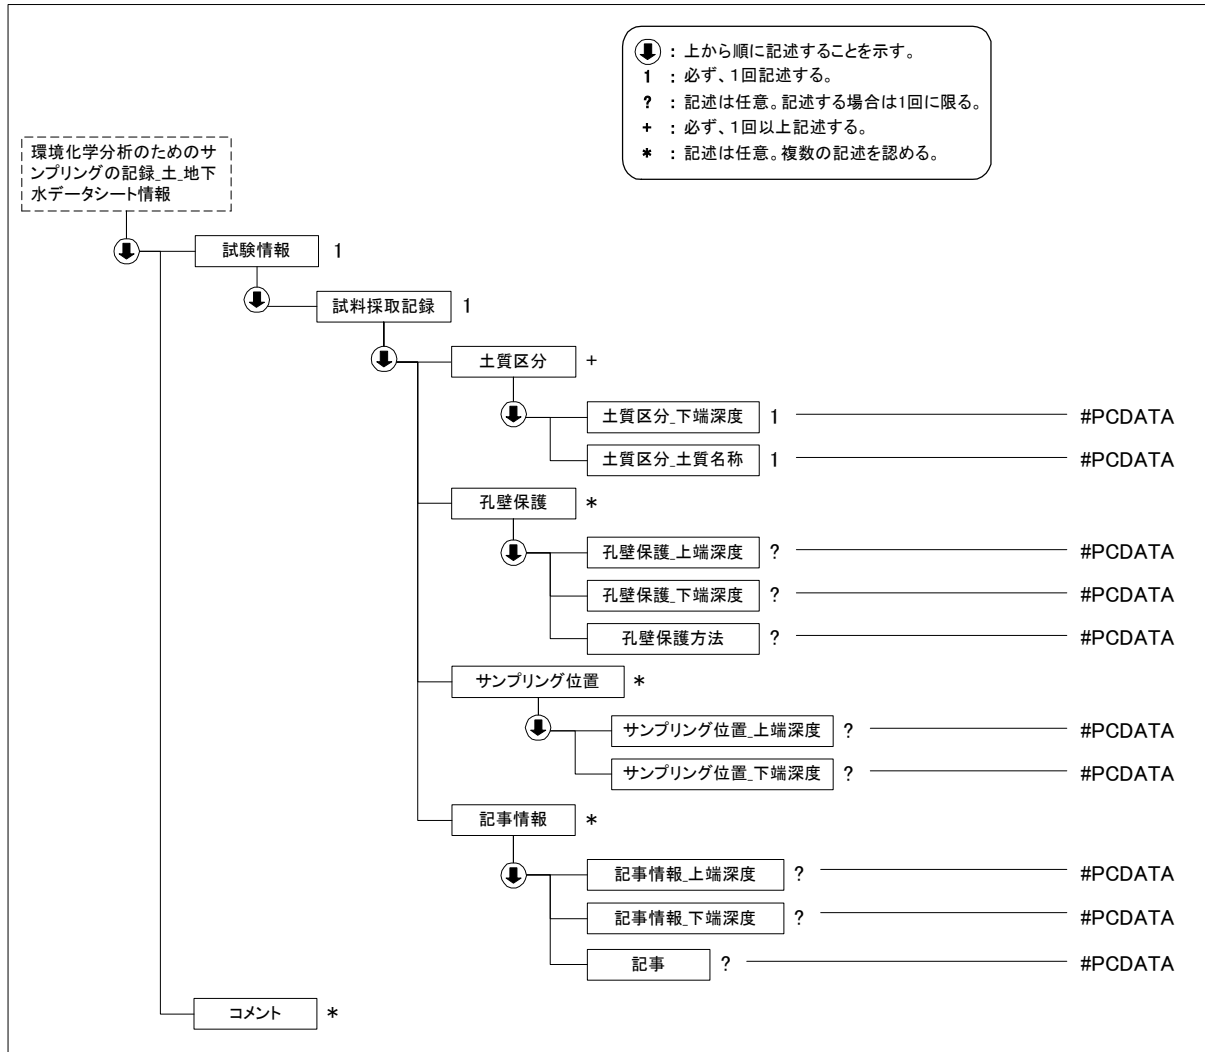 : 上から順に記述することを示す。
1 : 必ず、1回記述する。
? : 記述は任意。記述する場合は1回に限る。
+ : 必ず、1回以上記述する。
* : 記述は任意。複数の記述を認める。
環境化学分析のためのサ
ンプリングの記録_土_地下
水データシート情報
試験情報 1
試料採取記録 1
土質区分 +
土質区分_下端深度 1 #PCDATA
土質区分_土質名称 1 #PCDATA
孔壁保護 *
孔壁保護_上端深度 ? #PCDATA
孔壁保護_下端深度 ? #PCDATA
孔壁保護方法 ? #PCDATA
サンプリング位置 *
サンプリング位置_上端深度 ? #PCDATA
サンプリング位置_下端深度 ? #PCDATA
記事情報 *
記事情報_上端深度 ? #PCDATA
記事情報_下端深度 ? #PCDATA
記事 ? #PCDATA
コメント *